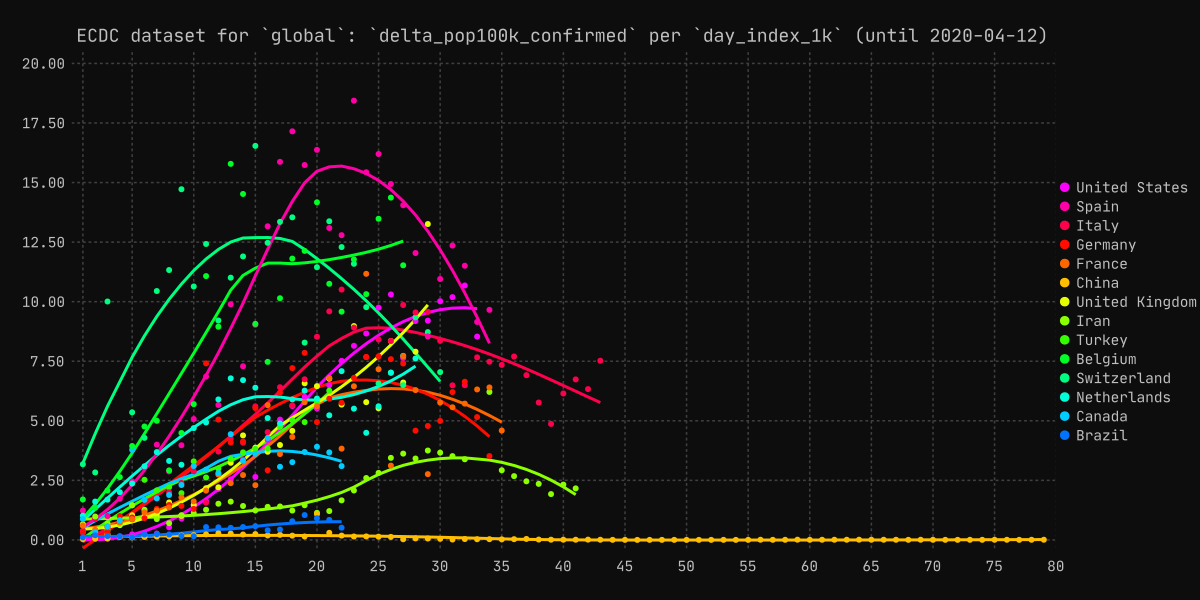 ECDC dataset for `global`: `delta_pop100k_confirmed` per `day_index_1k` (until 2020-04-12)
20.00
17.50
15.00
12.50
10.00
7.50
5.00
2.50
0.00
1 5 10 15 20 25 30 35 40 45 50 55 60 65 70 75 80
United States
Spain
Italy
Germany
France
China
United Kingdom
Iran
Turkey
Belgium
Switzerland
Netherlands
Canada
Brazil